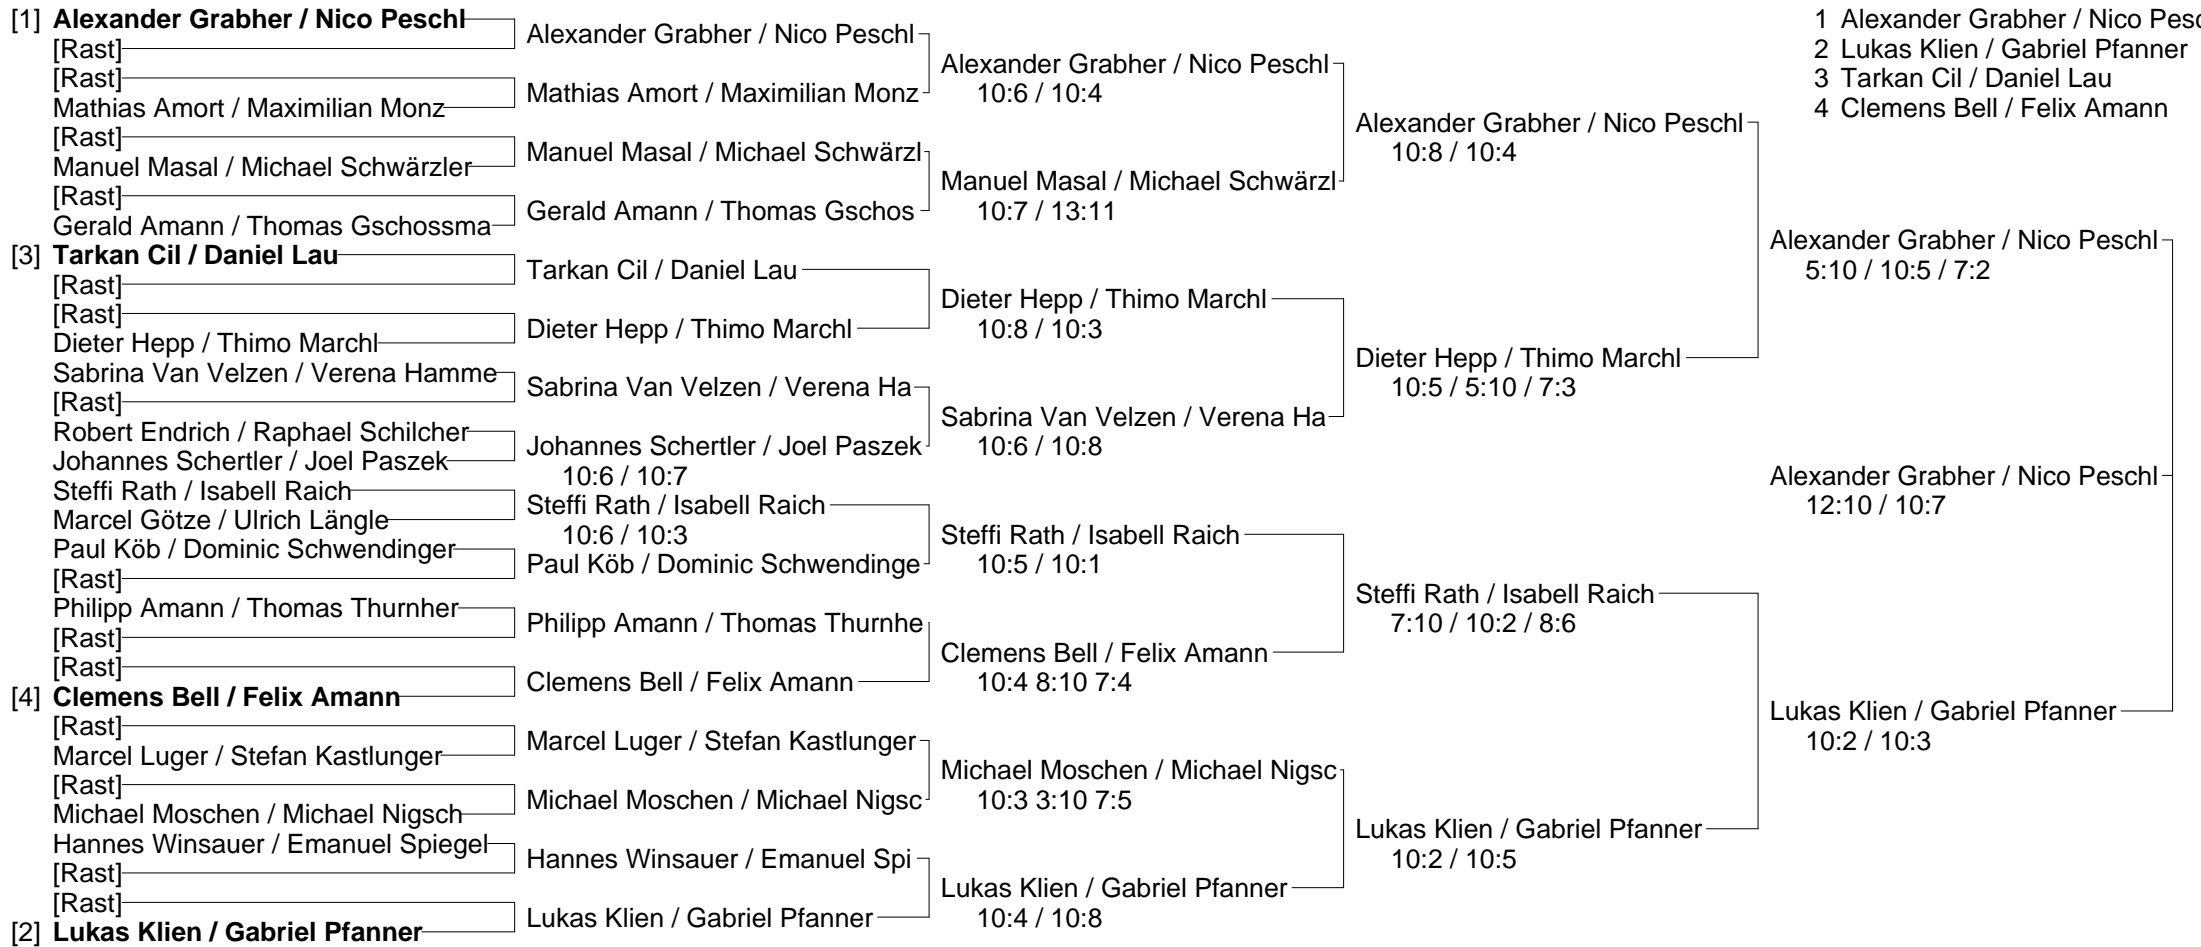 [1] Alexander Grabher / Nico Peschl
[Rast]
[Rast]
Mathias Amort / Maximilian Monz
[Rast]
Manuel Masal / Michael Schwärzler
[Rast]
Gerald Amann / Thomas Gschossma
[3] Tarkan Cil / Daniel Lau
[Rast]
[Rast]
Dieter Hepp / Thimo Marchl
Sabrina Van Velzen / Verena Hamme
[Rast]
Robert Endrich / Raphael Schilcher
Johannes Schertler / Joel Paszek
Steffi Rath / Isabell Raich
Marcel Götze / Ulrich Längle
Paul Köb / Dominic Schwendinger
[Rast]
Philipp Amann / Thomas Thurnher
[Rast]
[Rast]
[4] Clemens Bell / Felix Amann
[Rast]
Marcel Luger / Stefan Kastlunger
[Rast]
Michael Moschen / Michael Nigsch
Hannes Winsauer / Emanuel Spiegel
[Rast]
[Rast]
[2] Lukas Klien / Gabriel Pfanner
Alexander Grabher / Nico Peschl
Mathias Amort / Maximilian Monz
Manuel Masal / Michael Schwärzl
Gerald Amann / Thomas Gschos
Tarkan Cil / Daniel Lau
Dieter Hepp / Thimo Marchl
Sabrina Van Velzen / Verena Ha
Johannes Schertler / Joel Paszek
10:6 / 10:7
Steffi Rath / Isabell Raich
10:6 / 10:3
Paul Köb / Dominic Schwendinge
Philipp Amann / Thomas Thurnhe
Clemens Bell / Felix Amann
Marcel Luger / Stefan Kastlunger
Michael Moschen / Michael Nigsc
Hannes Winsauer / Emanuel Spi
Lukas Klien / Gabriel Pfanner
Alexander Grabher / Nico Peschl
10:6 / 10:4
Manuel Masal / Michael Schwärzl
10:7 / 13:11
Dieter Hepp / Thimo Marchl
10:8 / 10:3
Sabrina Van Velzen / Verena Ha
10:6 / 10:8
Steffi Rath / Isabell Raich
10:5 / 10:1
Clemens Bell / Felix Amann
10:4 8:10 7:4
Michael Moschen / Michael Nigsc
10:3 3:10 7:5
Lukas Klien / Gabriel Pfanner
10:4 / 10:8
Alexander Grabher / Nico Peschl
10:8 / 10:4
Dieter Hepp / Thimo Marchl
10:5 / 5:10 / 7:3
Steffi Rath / Isabell Raich
7:10 / 10:2 / 8:6
Lukas Klien / Gabriel Pfanner
10:2 / 10:5
Alexander Grabher / Nico Peschl
5:10 / 10:5 / 7:2
Alexander Grabher / Nico Peschl
12:10 / 10:7
Lukas Klien / Gabriel Pfanner
10:2 / 10:3
1 Alexander Grabher / Nico Pesc
2 Lukas Klien / Gabriel Pfanner
3 Tarkan Cil / Daniel Lau
4 Clemens Bell / Felix Amann